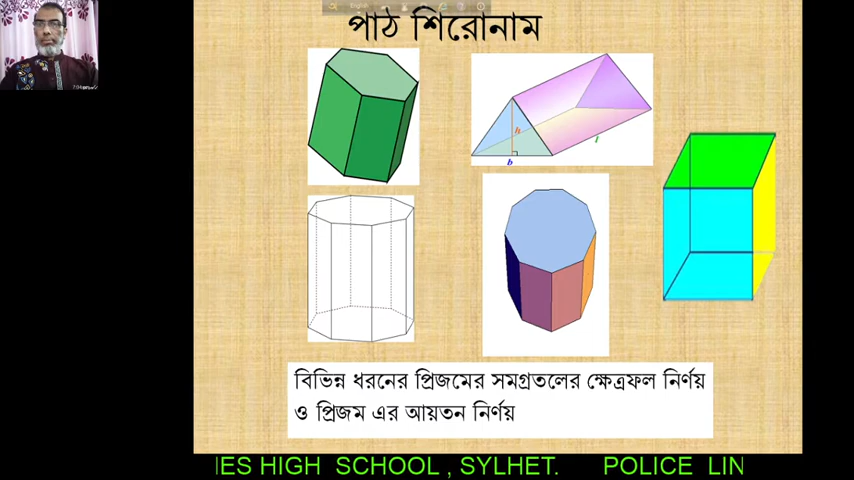 পাঠ শিরোনাম
h
l
b
বিভিন্ন ধরনের প্রিজমের সমগ্রতলের ক্ষেত্রফল নির্ণয়
ও প্রিজম এর আয়তন নির্ণয়
IES HIGH SCHOOL , SYLHET. POLICE LIN